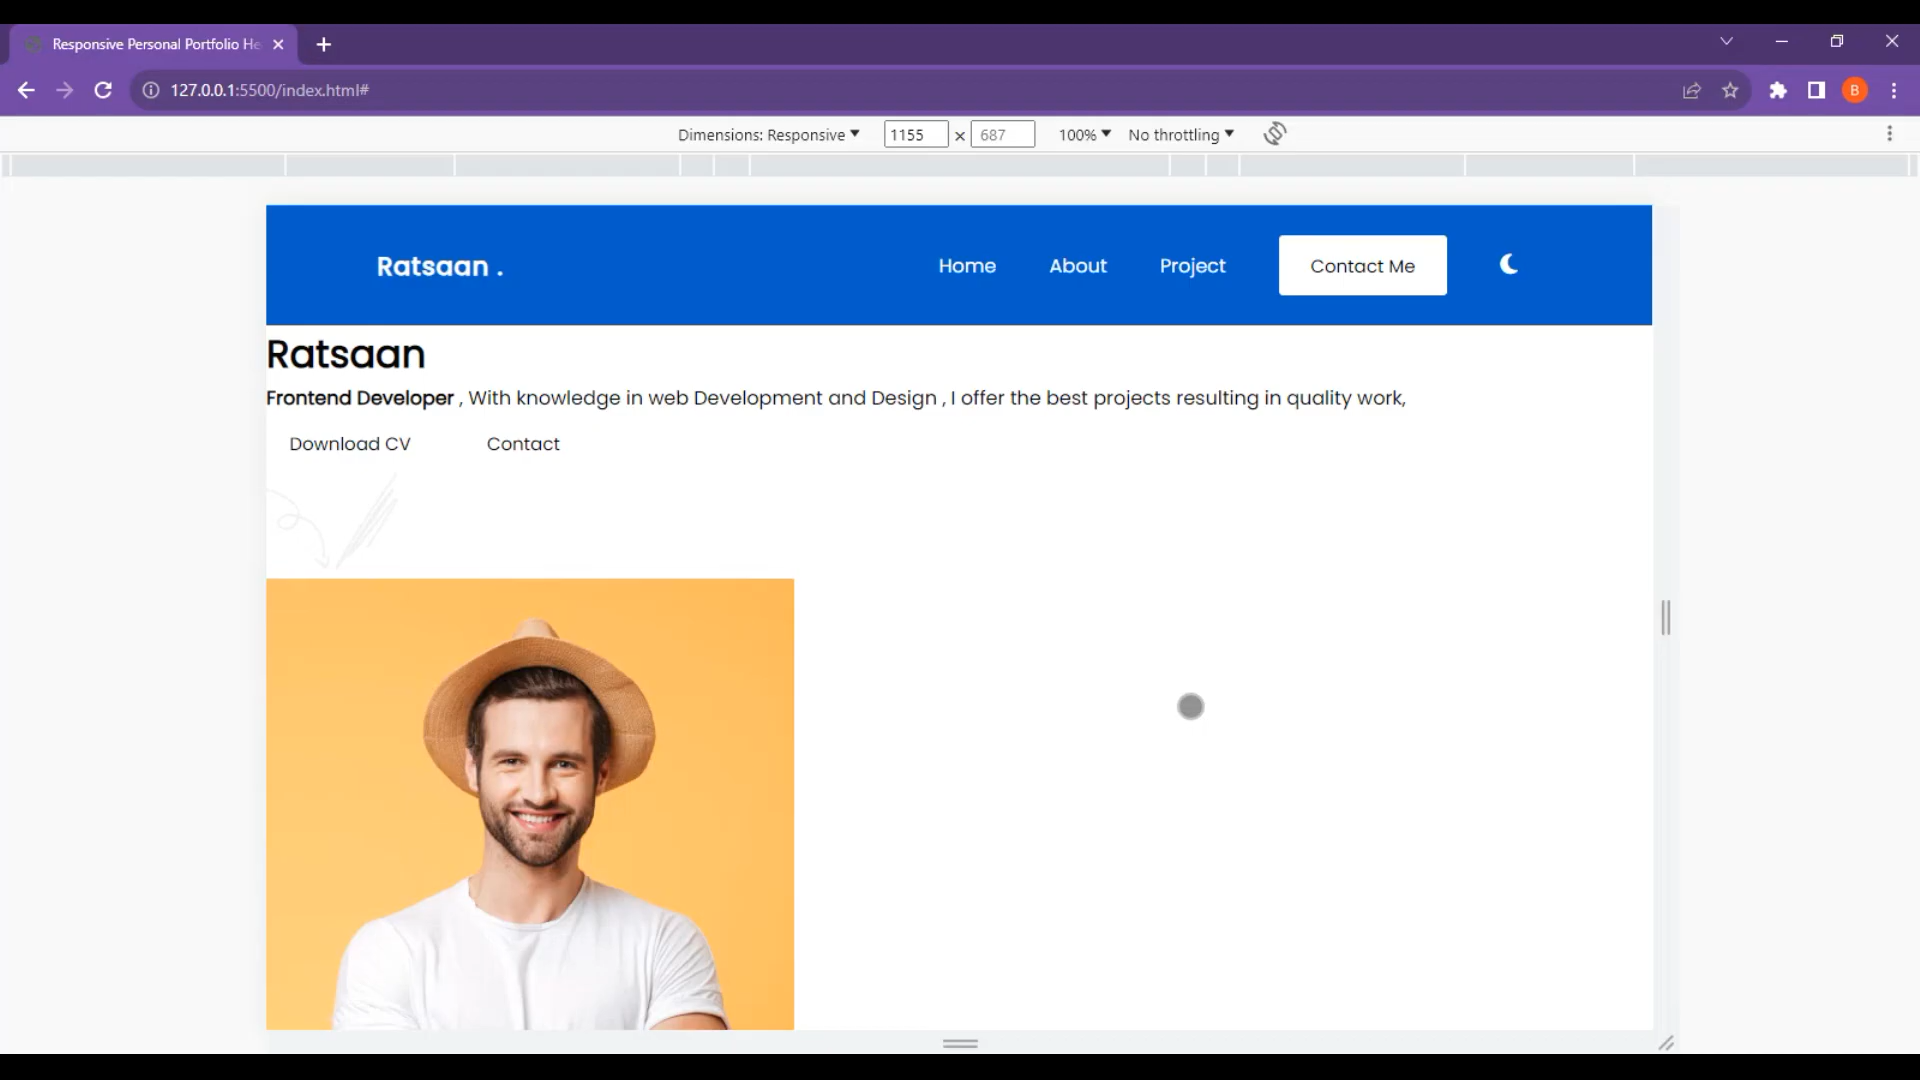 Responsive Personal Portfolio He
127.0.0.1:5500/index.html#
B
Dimensions: Responsive 1155 × 687 100% No throttling
Ratsaan . Home About Project Contact Me
Ratsaan
Frontend Developer , With knowledge in web Development and Design , I offer the best projects resulting in quality work,
Download CV Contact